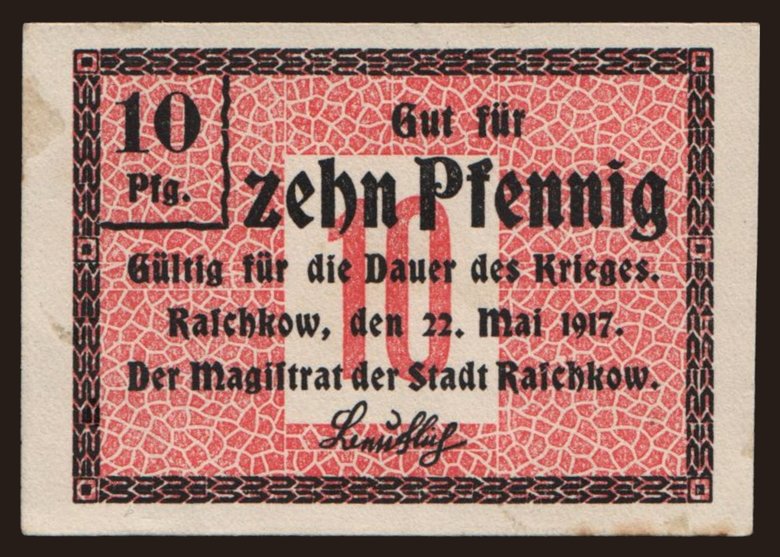 10
Pfg.
Gut für
zehn Pfennig
10
Gültig für die Dauer des Krieges.
Raſchkow, den 22. Mai 1917.
Der Magiſtrat der Stadt Raſchkow.